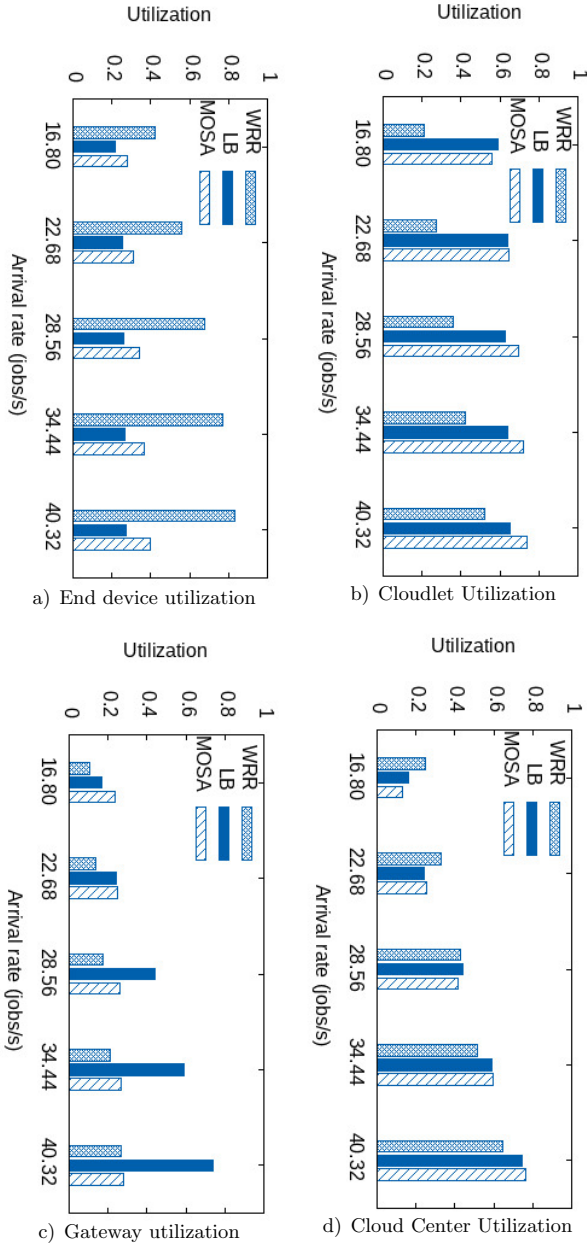 Utilization
0
0.2
0.4
0.6
0.8
1
WRR
LB
MOSA
16.80
22.68
28.56
34.44
40.32
Arrival rate (jobs/s)
a) End device utilization
Utilization
0
0.2
0.4
0.6
0.8
1
WRR
LB
MOSA
16.80
22.68
28.56
34.44
40.32
Arrival rate (jobs/s)
b) Cloudlet Utilization
Utilization
0
0.2
0.4
0.6
0.8
1
WRR
LB
MOSA
16.80
22.68
28.56
34.44
40.32
Arrival rate (jobs/s)
c) Gateway utilization
Utilization
0
0.2
0.4
0.6
0.8
1
WRR
LB
MOSA
16.80
22.68
28.56
34.44
40.32
Arrival rate (jobs/s)
d) Cloud Center Utilization